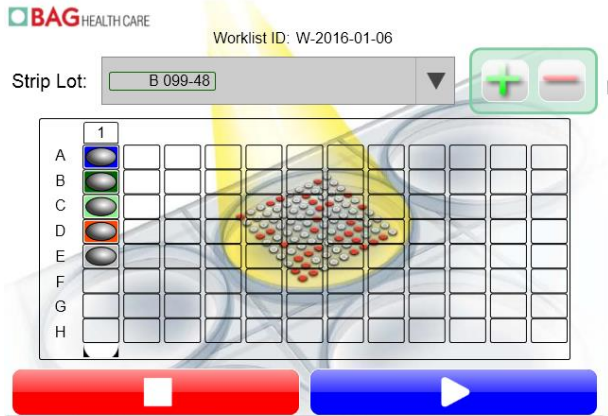 BAG HEALTH CARE
Worklist ID: W-2016-01-06
Strip Lot: B 099-48
1
A
B
C
D
E
F
G
H